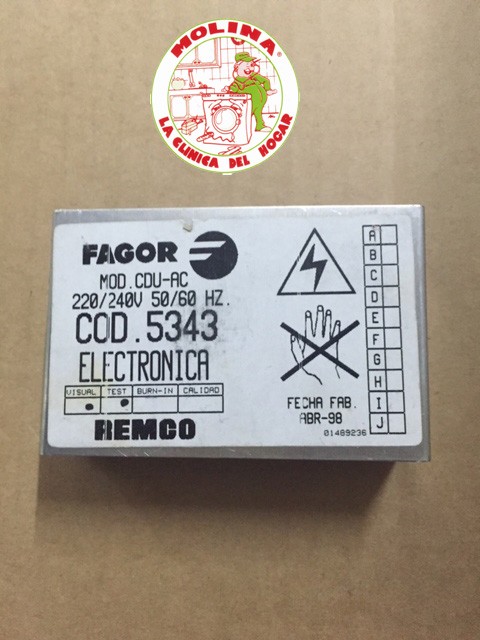 MOLINA®
LA CLINICA DEL HOGAR
FAGOR
MOD.CDU-AC
220/240V 50/60 HZ.
COD.5343
ELECTRONICA
VISUAL TEST BURN-IN CALIDAD
REMCO
FECHA FAB.
ABR-98
01489236
A
B
C
D
E
F
G
H
I
J